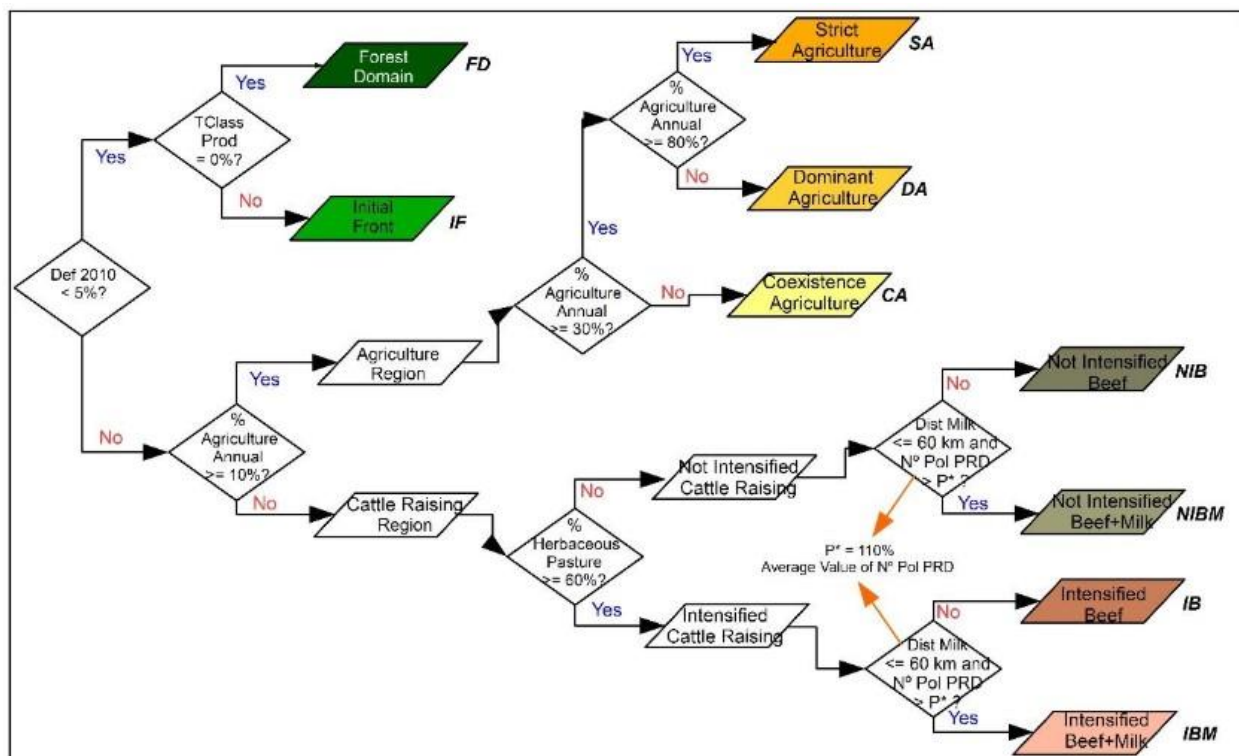 Def 2010
< 5%?
Yes
No
TClass
Prod
= 0%?
Yes
No
Forest
Domain
FD
Initial
Front
IF
%
Agriculture
Annual
>= 10%?
Yes
No
Agriculture
Region
%
Agriculture
Annual
>= 30%?
Yes
No
%
Agriculture
Annual
>= 80%?
Yes
No
Strict
Agriculture
SA
Dominant
Agriculture
DA
Coexistence
Agriculture
CA
Cattle Raising
Region
%
Herbaceous
Pasture
>= 60%?
No
Yes
Not Intensified
Cattle Raising
Dist Milk
<= 60 km and
Nº Pol PRD
> P* ?
No
Yes
Not Intensified
Beef
NIB
Not Intensified
Beef+Milk
NIBM
P* = 110%
Average Value of Nº Pol PRD
Intensified
Cattle Raising
Dist Milk
<= 60 km and
Nº Pol PRD
> P* ?
No
Yes
Intensified
Beef
IB
Intensified
Beef+Milk
IBM